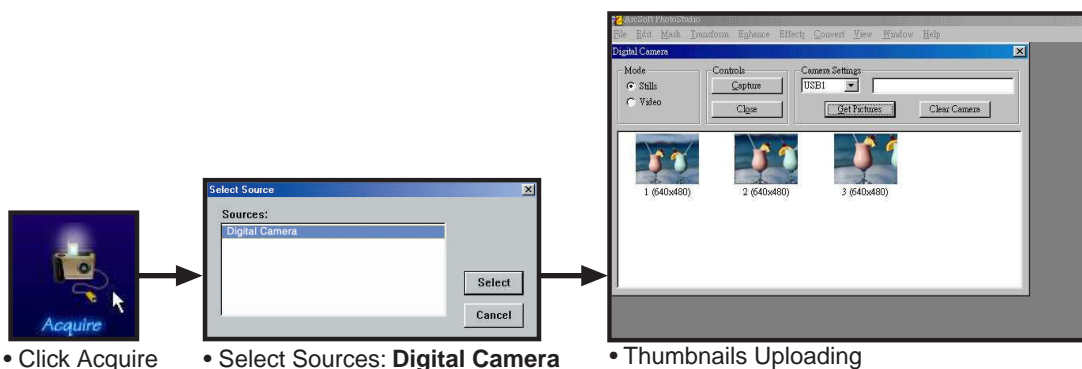 Acquire
• Click Acquire
Select Source
Sources:
Digital Camera
Select
Cancel
• Select Sources: Digital Camera
ArcSoft PhotoStudio
File Edit Mask Transform Enhance Effects Convert View Window Help
Digital Camera
Mode
Stills
Video
Controls
Capture
Close
Camera Settings
USB1
Get Pictures
Clear Camera
1 (640x480)
2 (640x480)
3 (640x480)
• Thumbnails Uploading